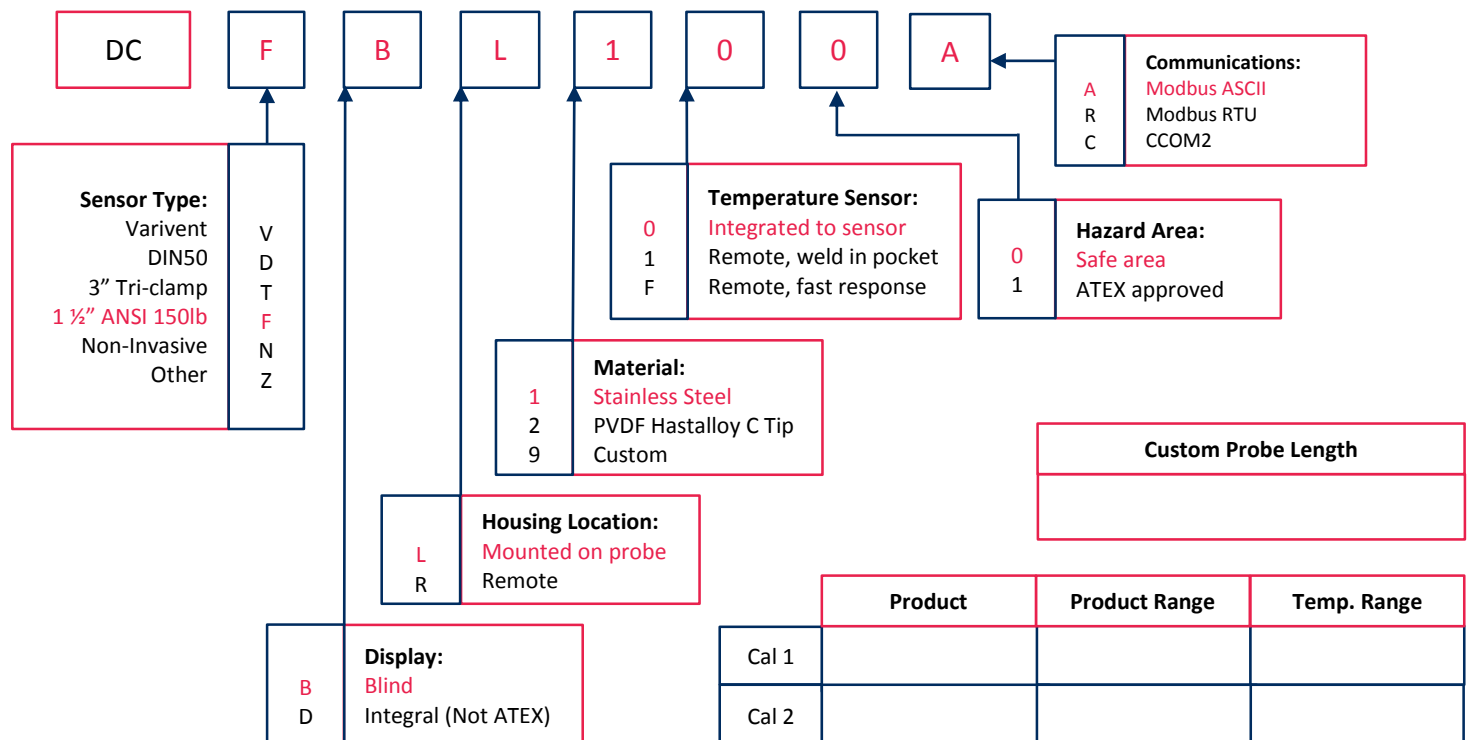 DC F B L 1 0 0 A
Communications:
A Modbus ASCII
R Modbus RTU
C CCOM2
Sensor Type:
Varivent V
DIN50 D
3” Tri-clamp T
1 ½” ANSI 150lb F
Non-Invasive N
Other Z
Temperature Sensor:
0 Integrated to sensor
1 Remote, weld in pocket
F Remote, fast response
Hazard Area:
0 Safe area
1 ATEX approved
Material:
1 Stainless Steel
2 PVDF Hastalloy C Tip
9 Custom
Custom Probe Length
Housing Location:
L Mounted on probe
R Remote
Product Product Range Temp. Range
Cal 1
Cal 2
Display:
B Blind
D Integral (Not ATEX)